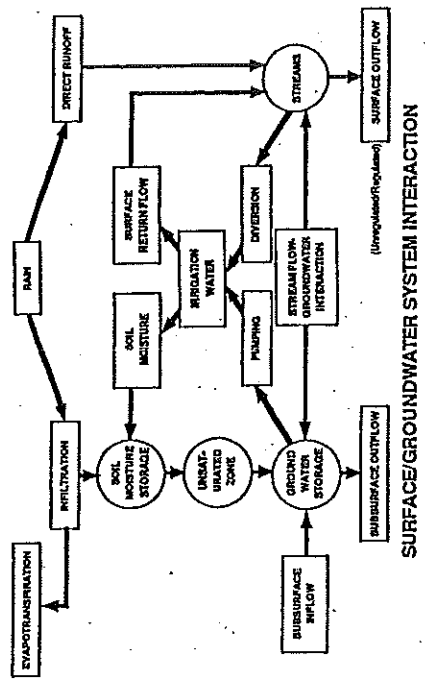 EVAPOTRANSPIRATION
INFILTRATION
RAIN
DIRECT RUNOFF
SOIL
MOISTURE
STORAGE
SOIL
MOISTURE
SURFACE
RETURN FLOW
UNSAT-
URATED
ZONE
IRRIGATION
WATER
STREAMS
PUMPING
DIVERSION
SUBSURFACE
INFLOW
GROUND
WATER
STORAGE
STREAMFLOW-
GROUNDWATER
INTERACTION
SUBSURFACE OUTFLOW
SURFACE OUTFLOW
(Unregulated/Regulated)
SURFACE/GROUNDWATER SYSTEM INTERACTION